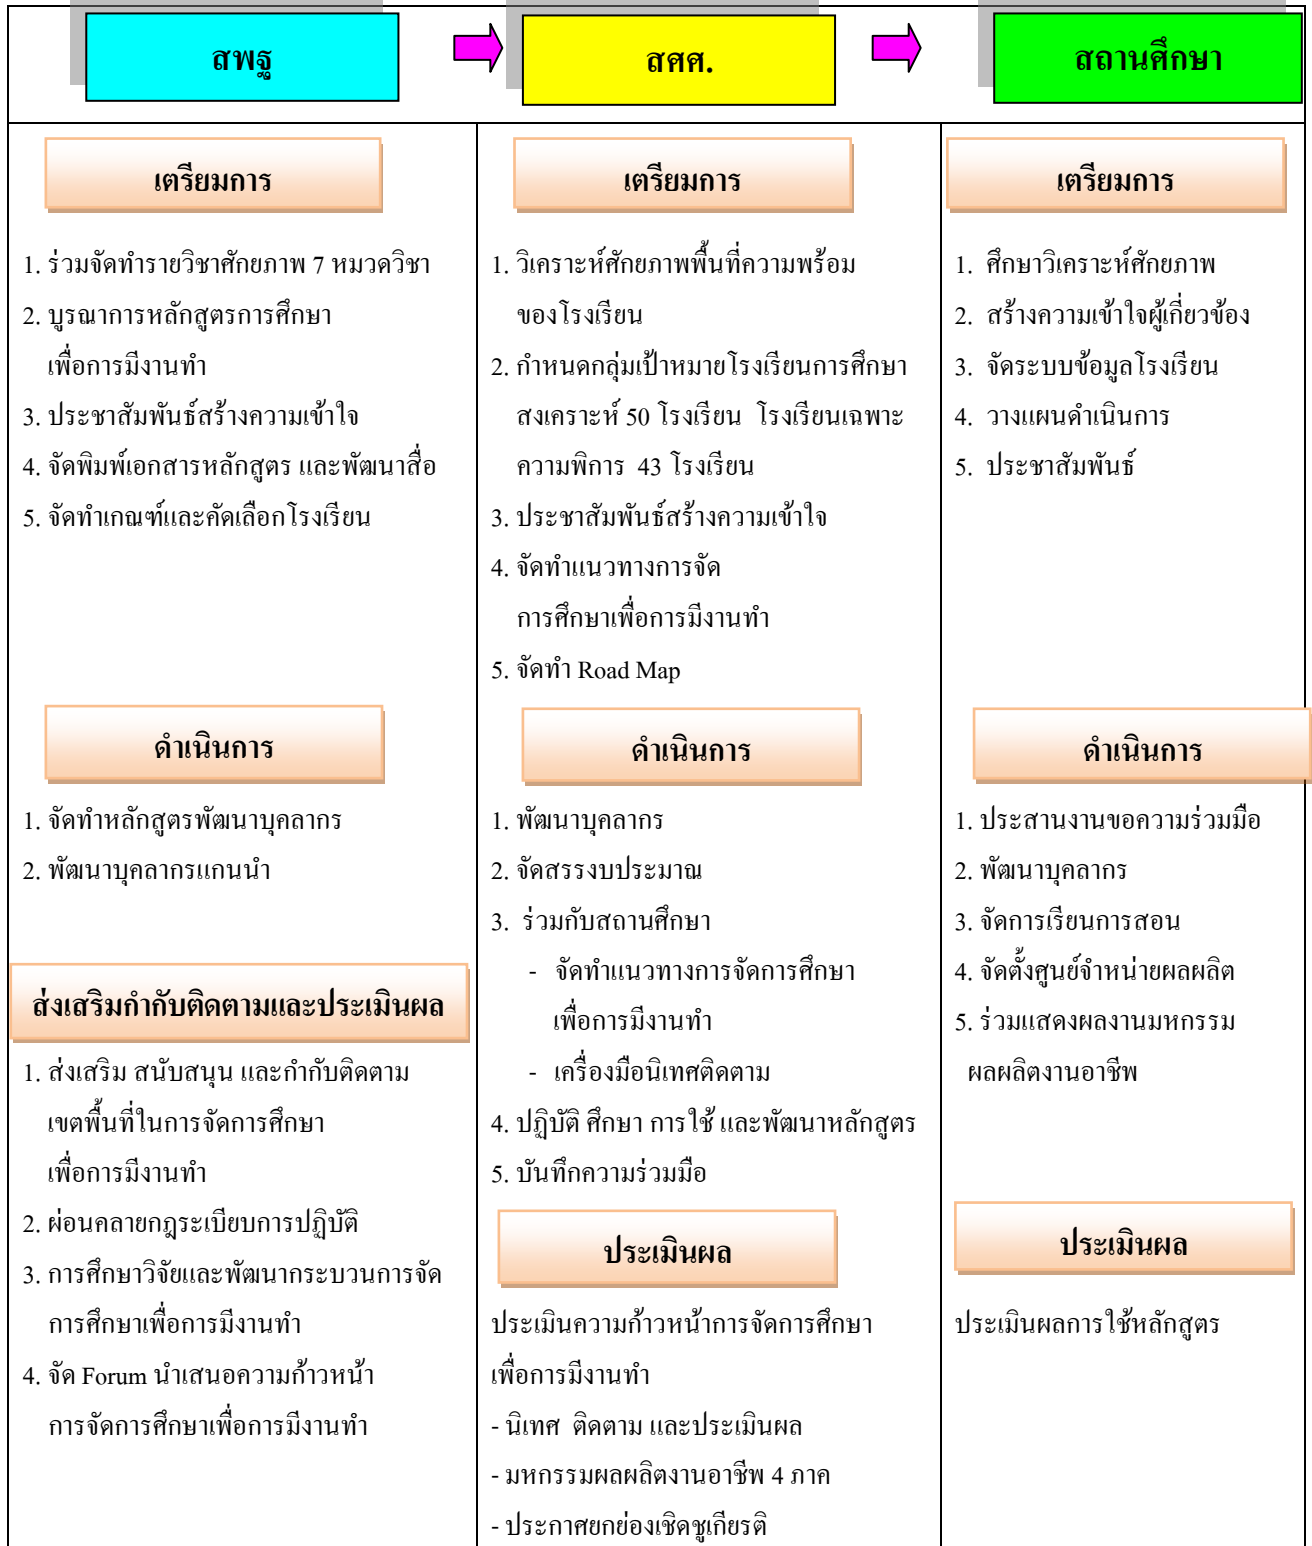 สพฐ
สศศ.
สถานศึกษา
เตรียมการ
1. ร่วมจัดทำรายวิชาศักยภาพ 7 หมวดวิชา
2. บูรณาการหลักสูตรการศึกษา
เพื่อการมีงานทำ
3. ประชาสัมพันธ์สร้างความเข้าใจ
4. จัดพิมพ์เอกสารหลักสูตร และพัฒนาสื่อ
5. จัดทำเกณฑ์และคัดเลือกโรงเรียน
ดำเนินการ
1. จัดทำหลักสูตรพัฒนาบุคลากร
2. พัฒนาบุคลากรแกนนำ
ส่งเสริมกำกับติดตามและประเมินผล
1. ส่งเสริม สนับสนุน และกำกับติดตาม
เขตพื้นที่ในการจัดการศึกษา
เพื่อการมีงานทำ
2. ผ่อนคลายกฎระเบียบการปฏิบัติ
3. การศึกษาวิจัยและพัฒนากระบวนการจัด
การศึกษาเพื่อการมีงานทำ
4. จัด Forum นำเสนอความก้าวหน้า
การจัดการศึกษาเพื่อการมีงานทำ
เตรียมการ
1. วิเคราะห์ศักยภาพพื้นที่ความพร้อม
ของโรงเรียน
2. กำหนดกลุ่มเป้าหมายโรงเรียนการศึกษา
สงเคราะห์ 50 โรงเรียน โรงเรียนเฉพาะ
ความพิการ 43 โรงเรียน
3. ประชาสัมพันธ์สร้างความเข้าใจ
4. จัดทำแนวทางการจัด
การศึกษาเพื่อการมีงานทำ
5. จัดทำ Road Map
ดำเนินการ
1. พัฒนาบุคลากร
2. จัดสรรงบประมาณ
3. ร่วมกับสถานศึกษา
- จัดทำแนวทางการจัดการศึกษา
เพื่อการมีงานทำ
- เครื่องมือนิเทศติดตาม
4. ปฏิบัติ ศึกษา การใช้ และพัฒนาหลักสูตร
5. บันทึกความร่วมมือ
ประเมินผล
ประเมินความก้าวหน้าการจัดการศึกษา
เพื่อการมีงานทำ
- นิเทศ ติดตาม และประเมินผล
- มหกรรมผลผลิตงานอาชีพ 4 ภาค
- ประกาศยกย่องเชิดชูเกียรติ
เตรียมการ
1. ศึกษาวิเคราะห์ศักยภาพ
2. สร้างความเข้าใจผู้เกี่ยวข้อง
3. จัดระบบข้อมูลโรงเรียน
4. วางแผนดำเนินการ
5. ประชาสัมพันธ์
ดำเนินการ
1. ประสานงานขอความร่วมมือ
2. พัฒนาบุคลากร
3. จัดการเรียนการสอน
4. จัดตั้งศูนย์จำหน่ายผลผลิต
5. ร่วมแสดงผลงานมหกรรม
ผลผลิตงานอาชีพ
ประเมินผล
ประเมินผลการใช้หลักสูตร